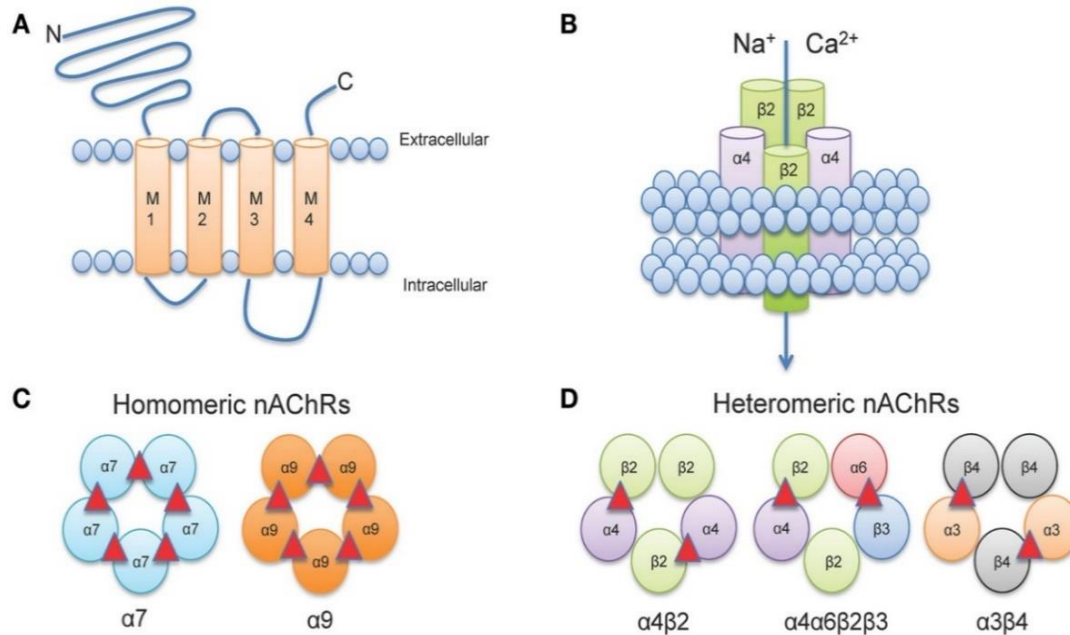 A
N
C
M
1
M
2
M
3
M
4
Extracellular
Intracellular
B
Na+ Ca2+
β2 β2
α4 α4
β2
C
Homomeric nAChRs
α7 α7
α7 α7
α7
α7
α9 α9
α9 α9
α9
α9
D
Heteromeric nAChRs
β2 β2
α4 α4
β2
α4β2
β2 α6
α4 β3
β2
α4α6β2β3
β4 β4
α3 α3
β4
α3β4